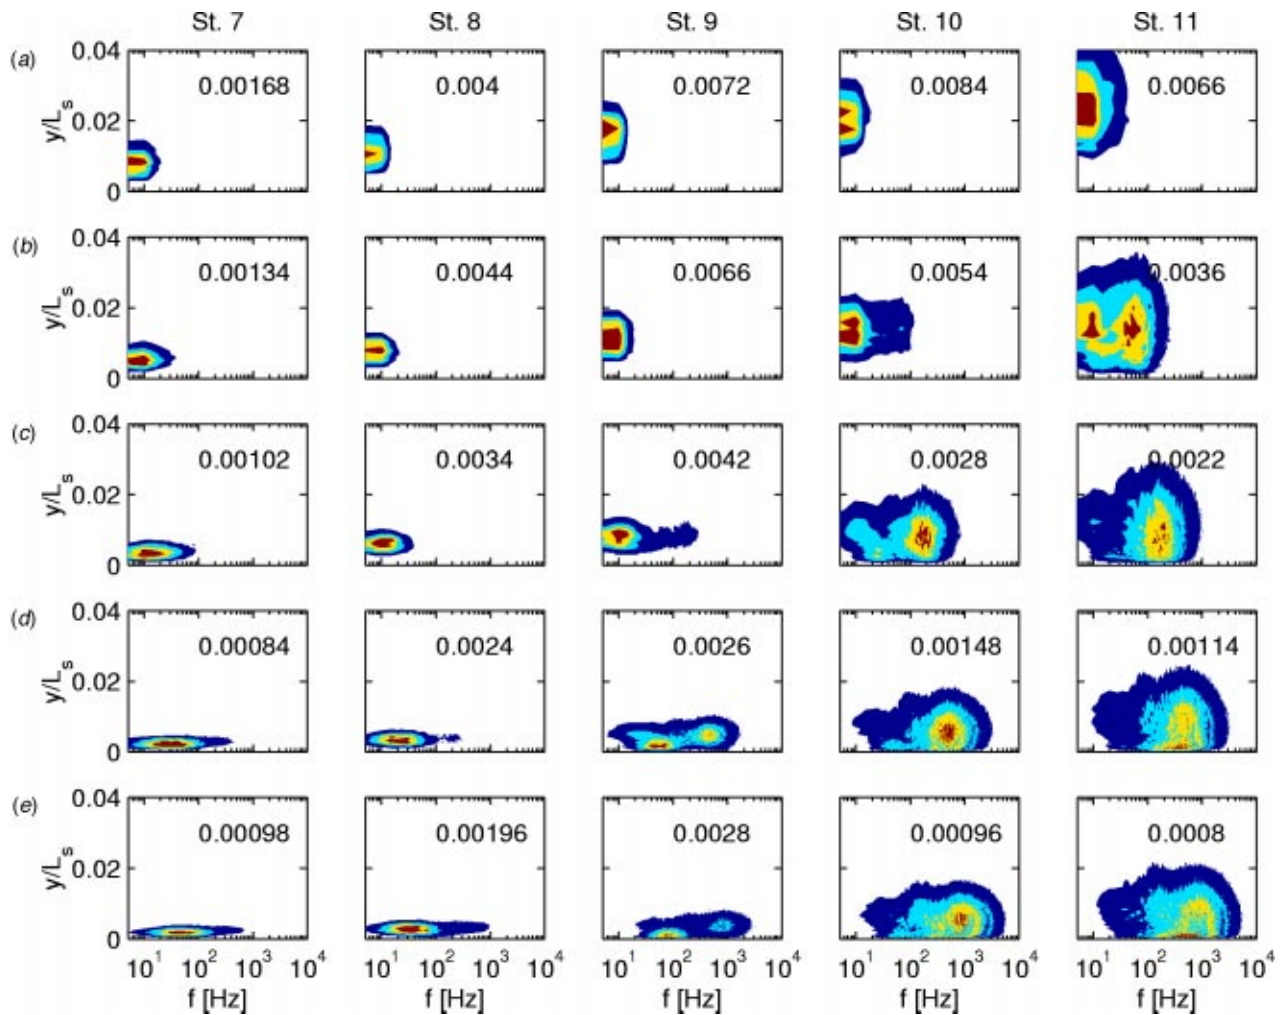 St. 7 St. 8 St. 9 St. 10 St. 11
(a) y/Ls 0.04 0.02 0 0.00168 0.004 0.0072 0.0084 0.0066
(b) y/Ls 0.04 0.02 0 0.00134 0.0044 0.0066 0.0054 0.0036
(c) y/Ls 0.04 0.02 0 0.00102 0.0034 0.0042 0.0028 0.0022
(d) y/Ls 0.04 0.02 0 0.00084 0.0024 0.0026 0.00148 0.00114
(e) y/Ls 0.04 0.02 0 0.00098 0.00196 0.0028 0.00096 0.0008
10^1 10^2 10^3 10^4 10^1 10^2 10^3 10^4 10^1 10^2 10^3 10^4 10^1 10^2 10^3 10^4 10^1 10^2 10^3 10^4
f [Hz] f [Hz] f [Hz] f [Hz] f [Hz]